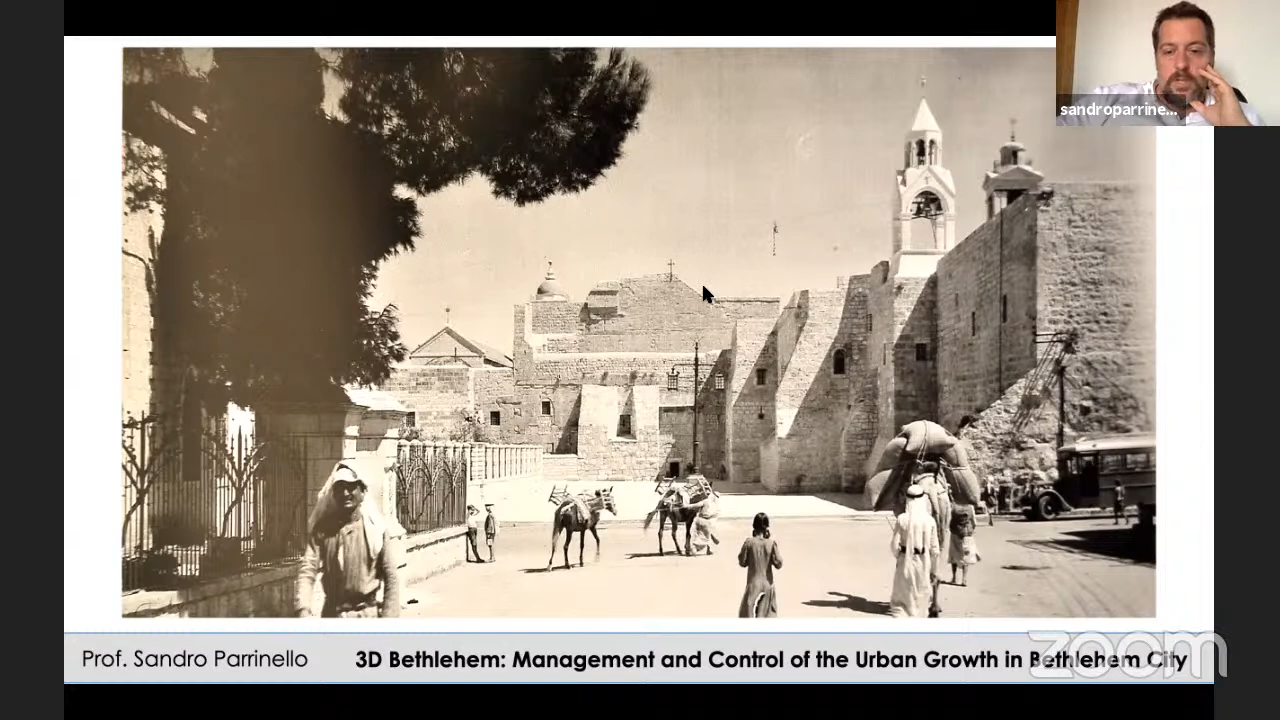 sandroparrine...
Prof. Sandro Parrinello
3D Bethlehem: Management and Control of the Urban Growth in Bethlehem City
zoom